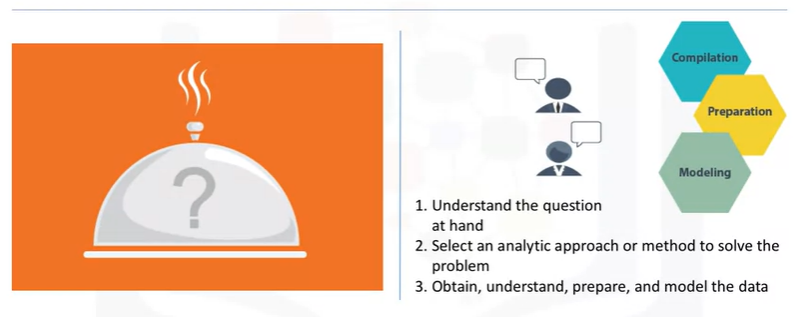 ?
Compilation
Preparation
Modeling
1. Understand the question
at hand
2. Select an analytic approach or method to solve the
problem
3. Obtain, understand, prepare, and model the data